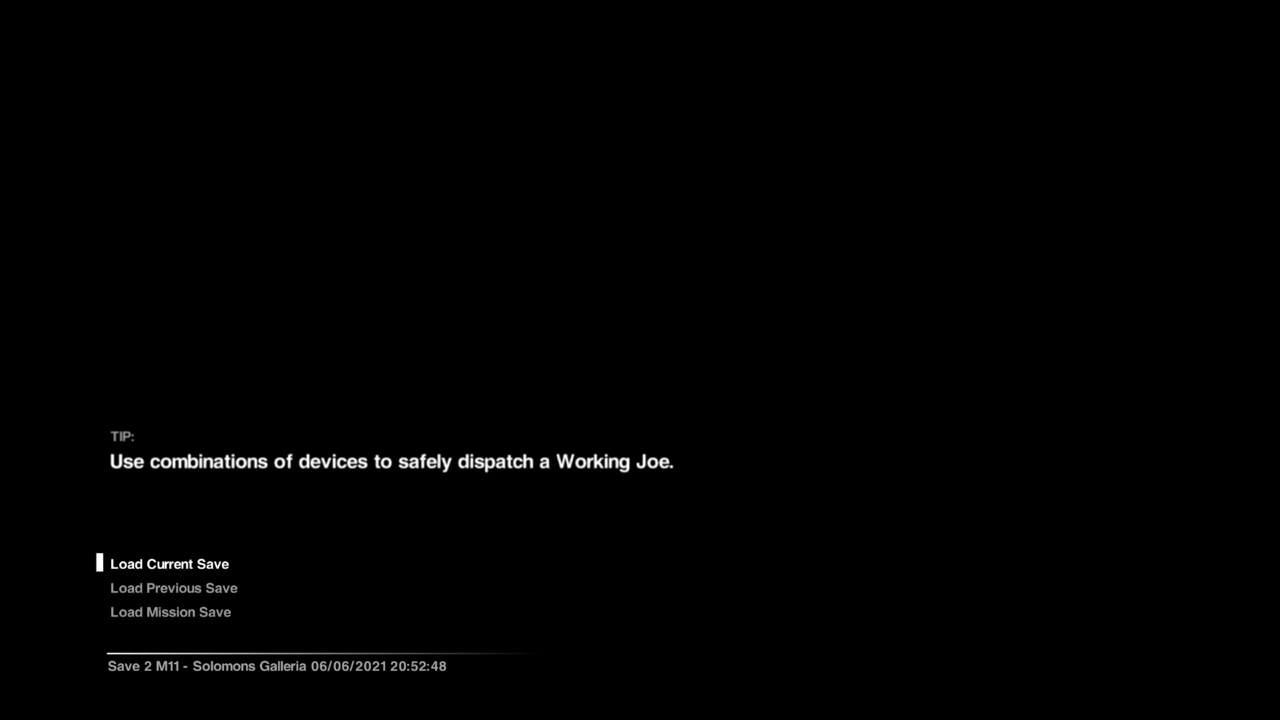 TIP:
Use combinations of devices to safely dispatch a Working Joe.
Load Current Save
Load Previous Save
Load Mission Save
Save 2 M11 - Solomons Galleria 06/06/2021 20:52:48